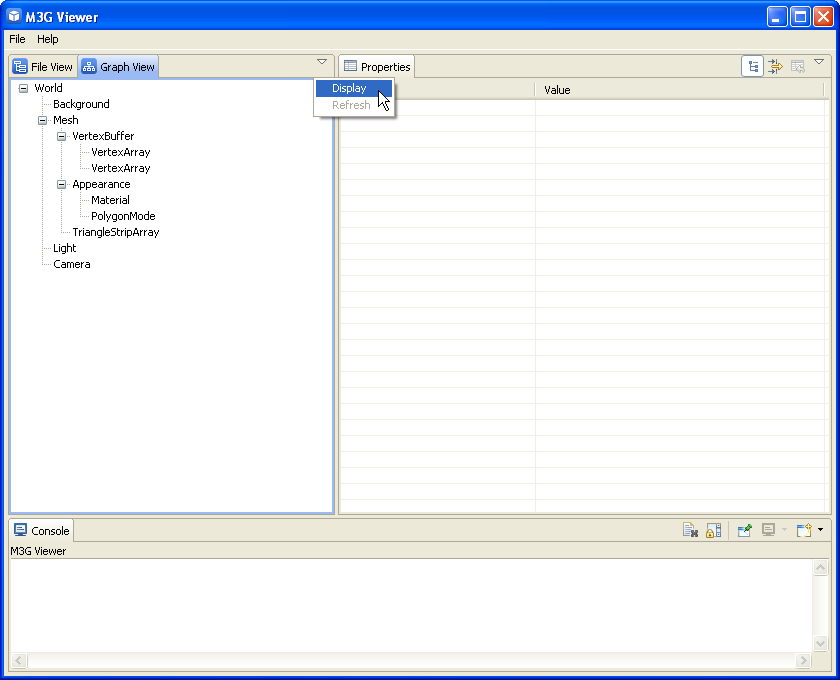 M3G Viewer
File Help
File View Graph View
Properties
Display
Refresh
Value
World
Background
Mesh
VertexBuffer
VertexArray
VertexArray
Appearance
Material
PolygonMode
TriangleStripArray
Light
Camera
Console
M3G Viewer